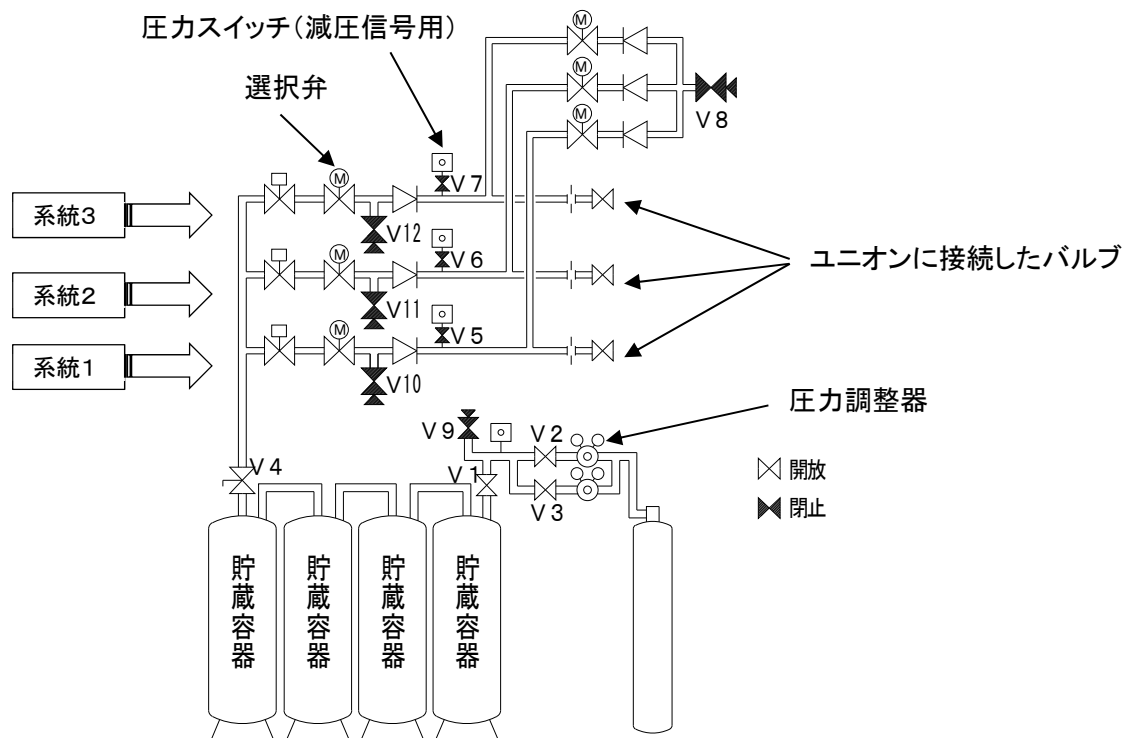 圧力スイッチ（減圧信号用）
選択弁
M
M
M
V8
V7
M
系統3
V12
V6
M
ユニオンに接続したバルブ
系統2
V11
V5
M
系統1
V10
圧力調整器
V9
V2
V4
V1
開放
V3
閉止
貯蔵容器
貯蔵容器
貯蔵容器
貯蔵容器